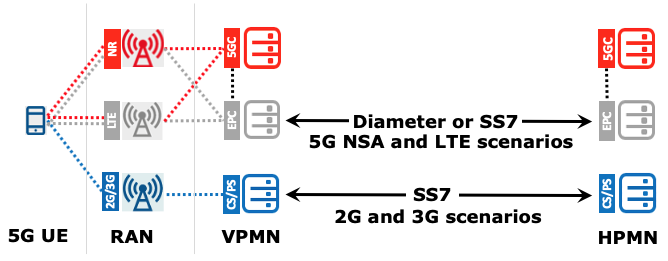 NR
5GC
5GC
LTE
EPC
Diameter or SS7
EPC
5G NSA and LTE scenarios
2G/3G
CS/PS
SS7
CS/PS
2G and 3G scenarios
5G UE
RAN
VPMN
HPMN